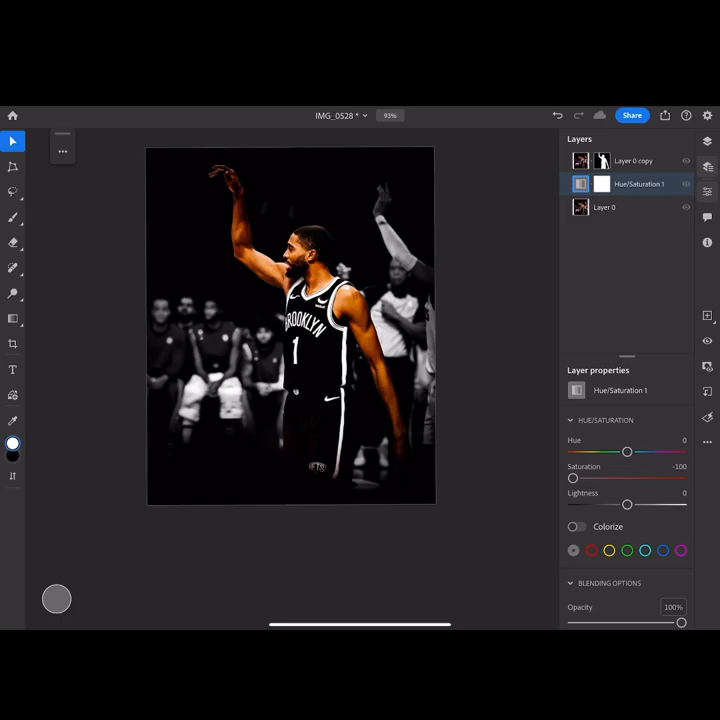 IMG_0528 *
93%
Share
Layers
Layer 0 copy
Hue/Saturation 1
Layer 0
BROOKLYN
1
NETS
Layer properties
Hue/Saturation 1
HUE/SATURATION
Hue 0
Saturation -100
Lightness 0
Colorize
BLENDING OPTIONS
Opacity 100%